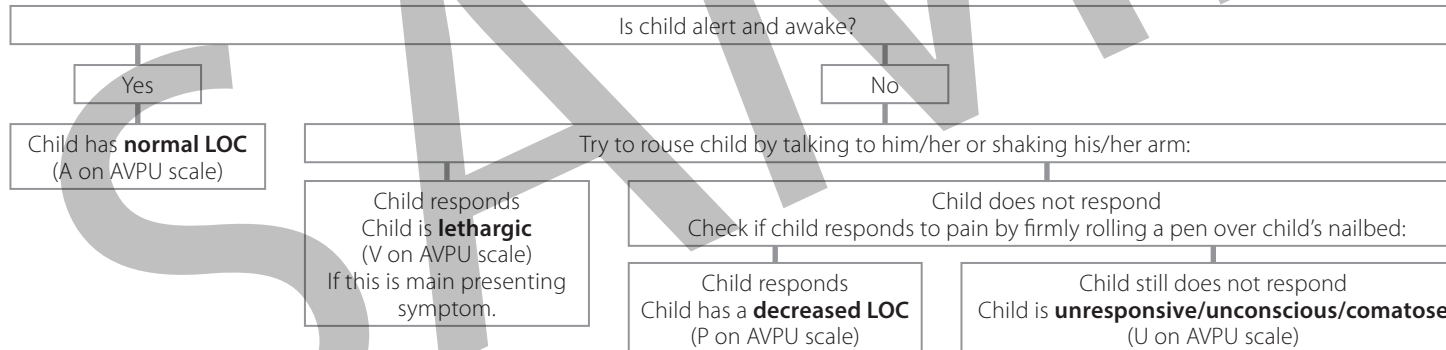 Is child alert and awake?
Yes
No
Child has normal LOC
(A on AVPU scale)
Try to rouse child by talking to him/her or shaking his/her arm:
Child responds
Child is lethargic
(V on AVPU scale)
If this is main presenting
symptom.
Child does not respond
Check if child responds to pain by firmly rolling a pen over child's nailbed:
Child responds
Child has a decreased LOC
(P on AVPU scale)
Child still does not respond
Child is unresponsive/unconscious/comatose
(U on AVPU scale)